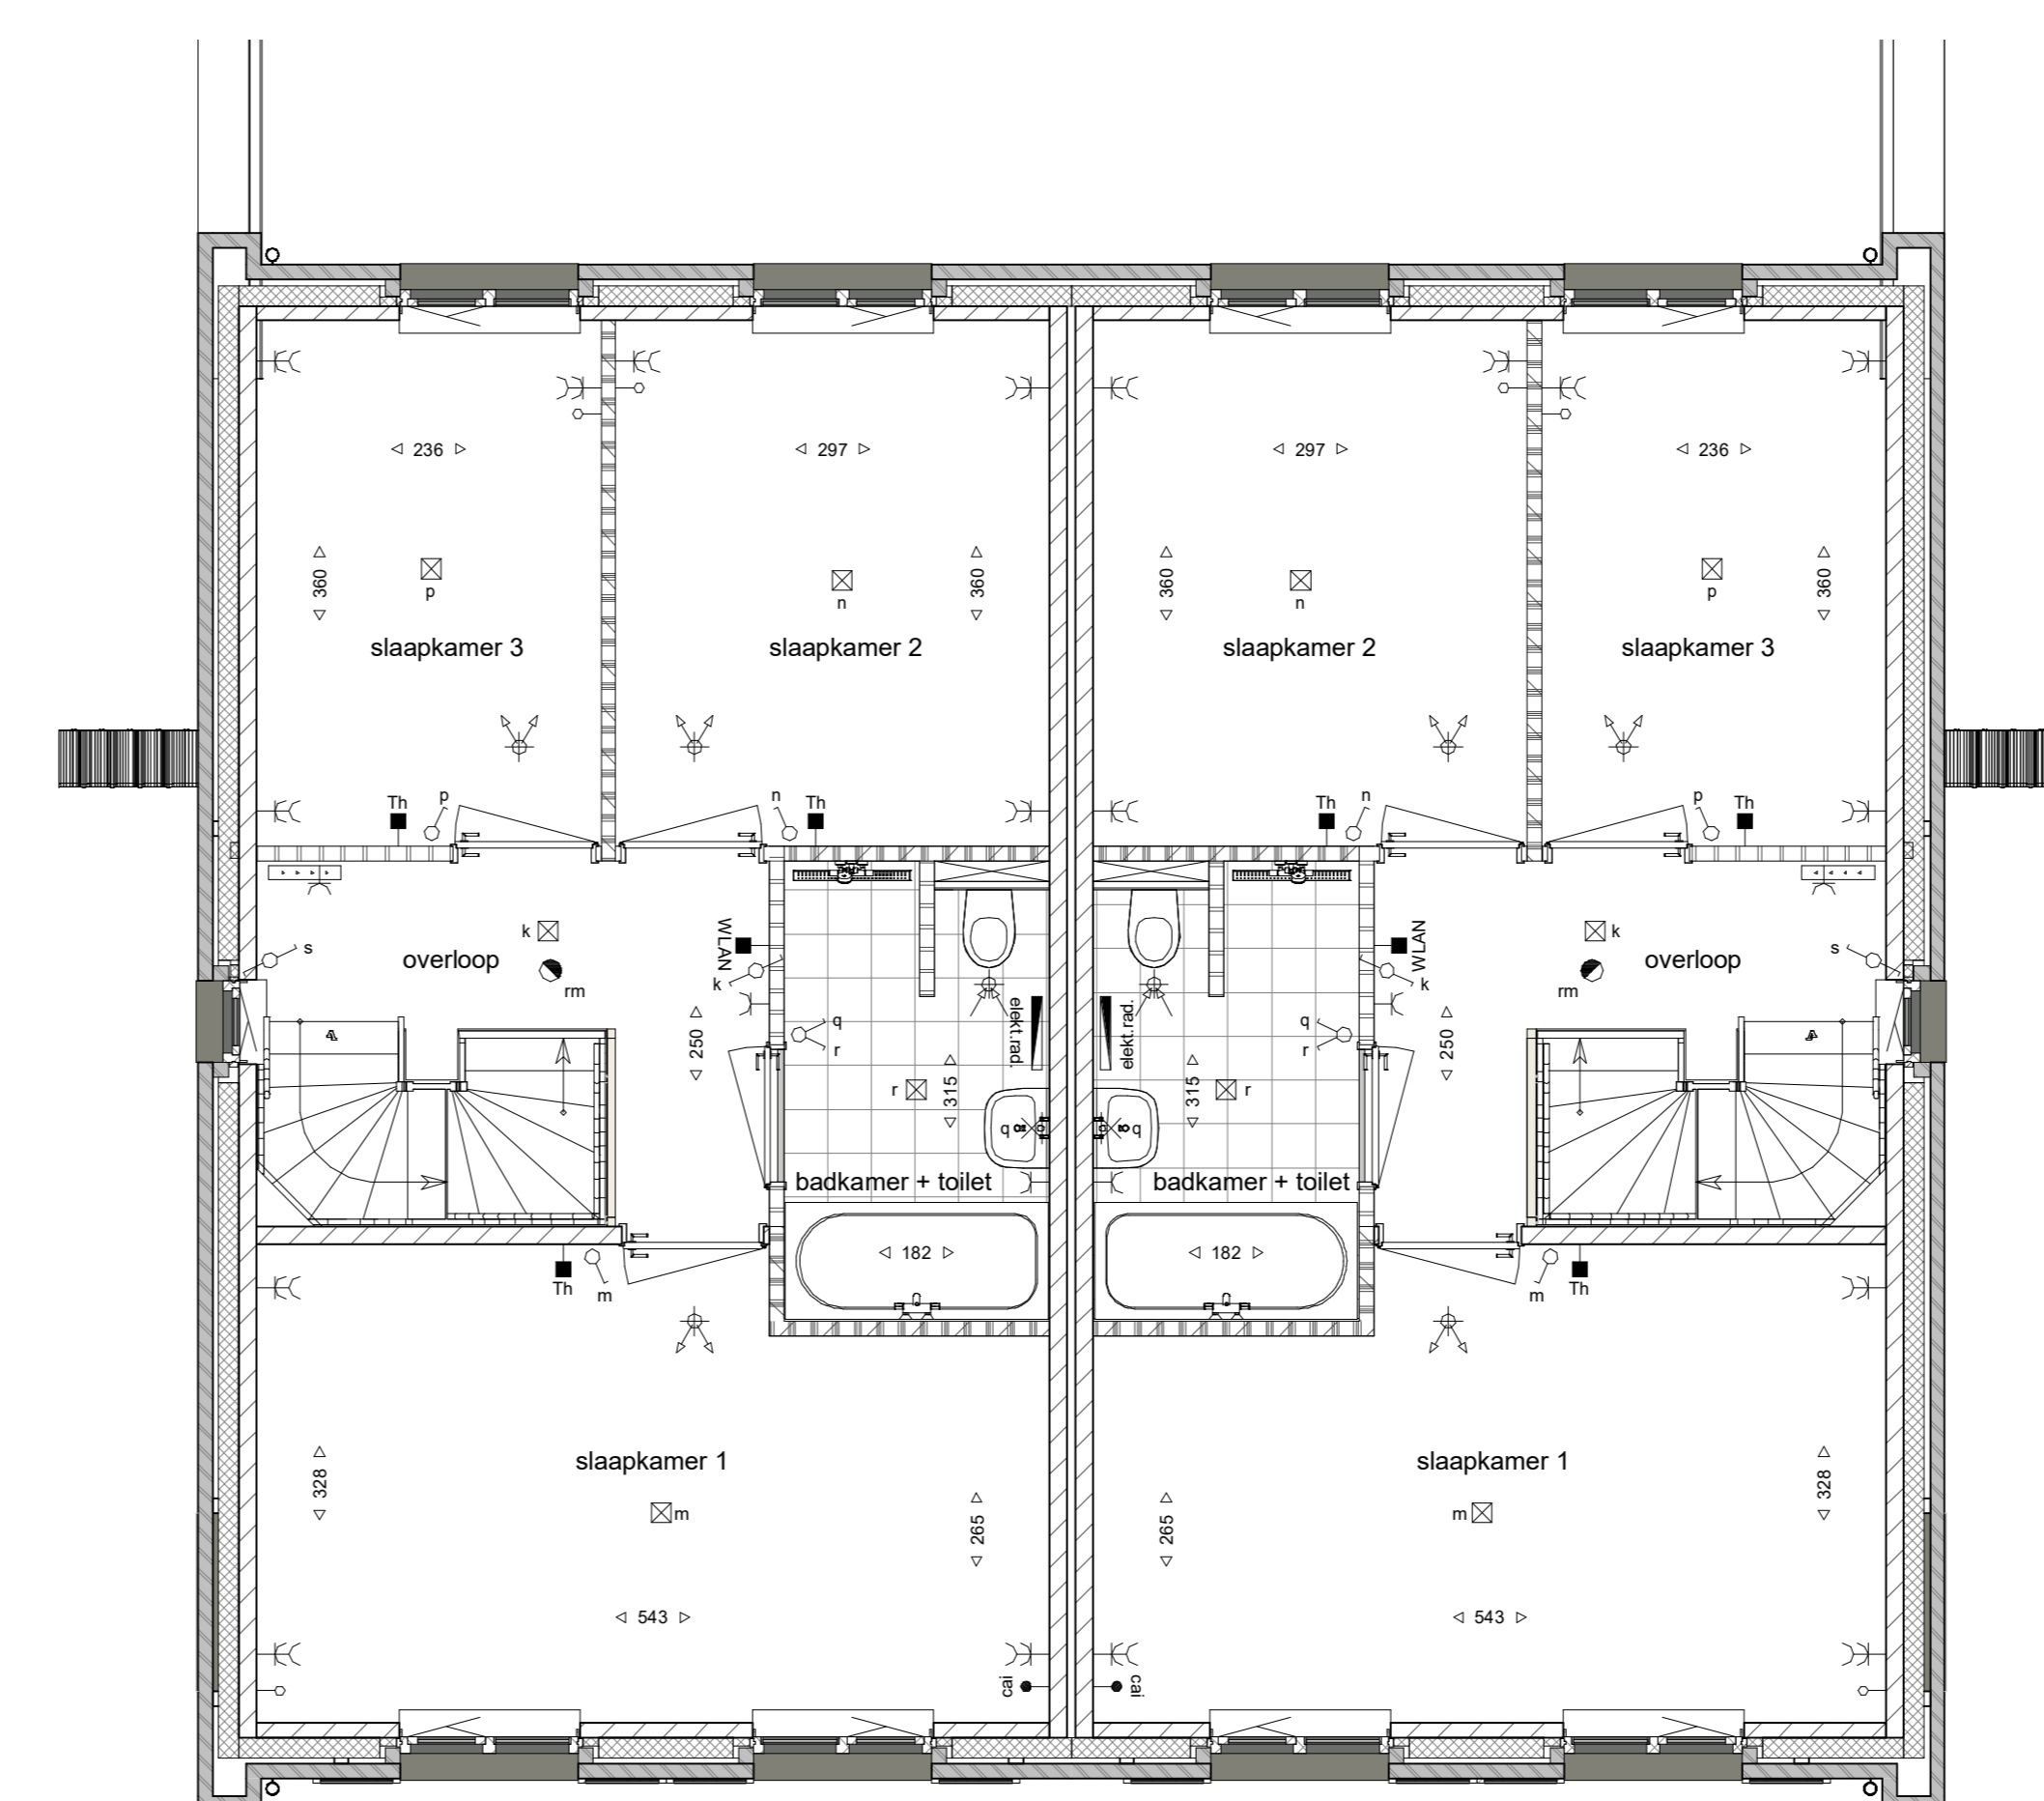 236
297
297
236
360
p
n
360
360
n
p
360
slaapkamer 3
slaapkamer 2
slaapkamer 2
slaapkamer 3
Th
p
n
Th
Th
n
p
Th
s
overloop
k
rm
WLAN
k
WLAN
k
k
rm
overloop
s
250
q
r
elekt.rad.
elekt.rad.
q
r
250
r
315
315
r
q
q
badkamer + toilet
badkamer + toilet
182
182
Th
m
m
Th
328
slaapkamer 1
m
265
265
slaapkamer 1
m
328
543
543
cai
cai